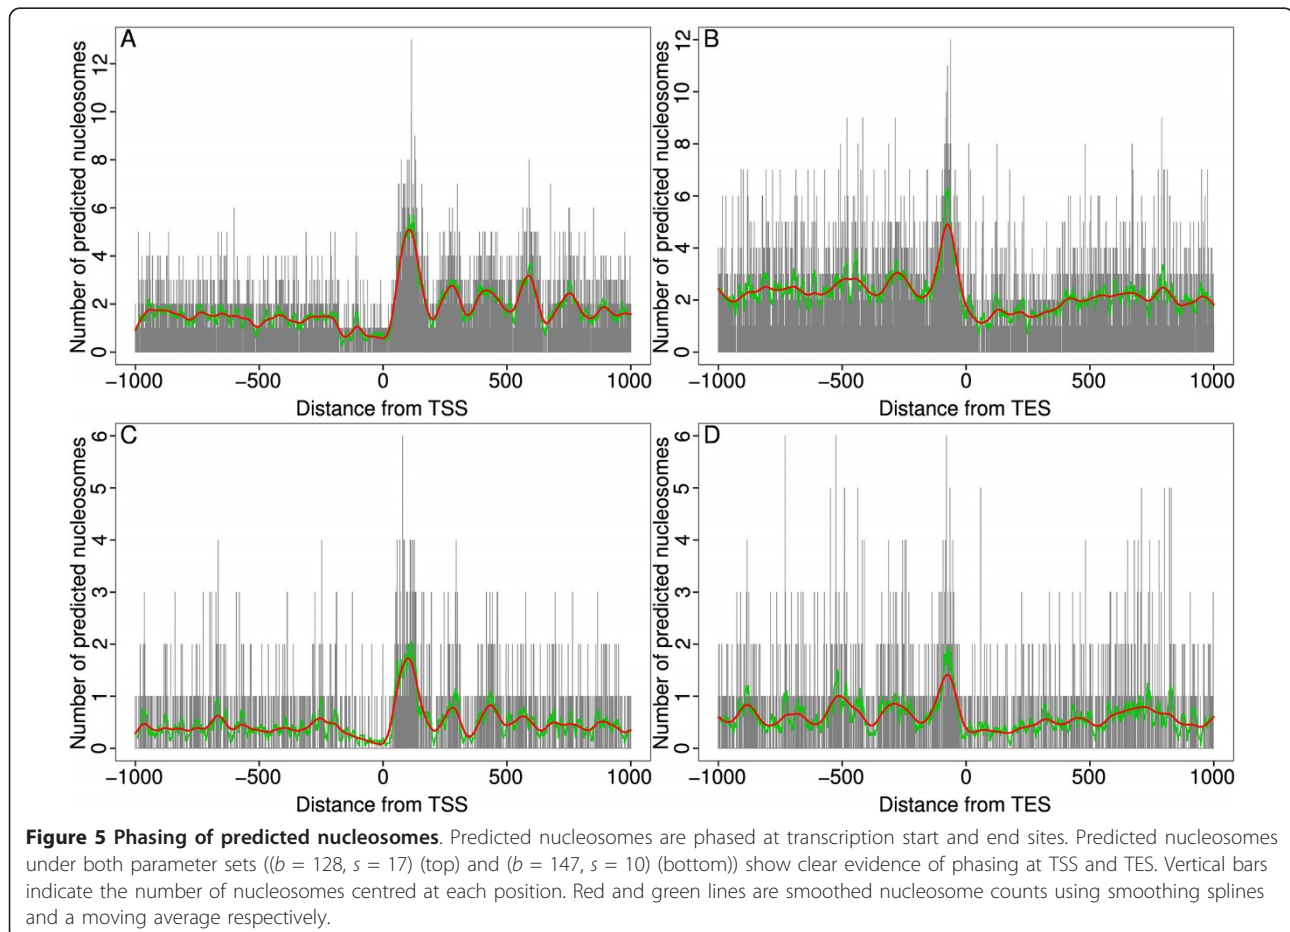 A
Number of predicted nucleosomes
0 2 4 6 8 10 12
−1000 −500 0 500 1000
Distance from TSS
B
Number of predicted nucleosomes
0 2 4 6 8 10 12
−1000 −500 0 500 1000
Distance from TES
C
Number of predicted nucleosomes
0 1 2 3 4 5 6
−1000 −500 0 500 1000
Distance from TSS
D
Number of predicted nucleosomes
0 1 2 3 4 5 6
−1000 −500 0 500 1000
Distance from TES
Figure 5 Phasing of predicted nucleosomes. Predicted nucleosomes are phased at transcription start and end sites. Predicted nucleosomes
under both parameter sets ((b = 128, s = 17) (top) and (b = 147, s = 10) (bottom)) show clear evidence of phasing at TSS and TES. Vertical bars
indicate the number of nucleosomes centred at each position. Red and green lines are smoothed nucleosome counts using smoothing splines
and a moving average respectively.